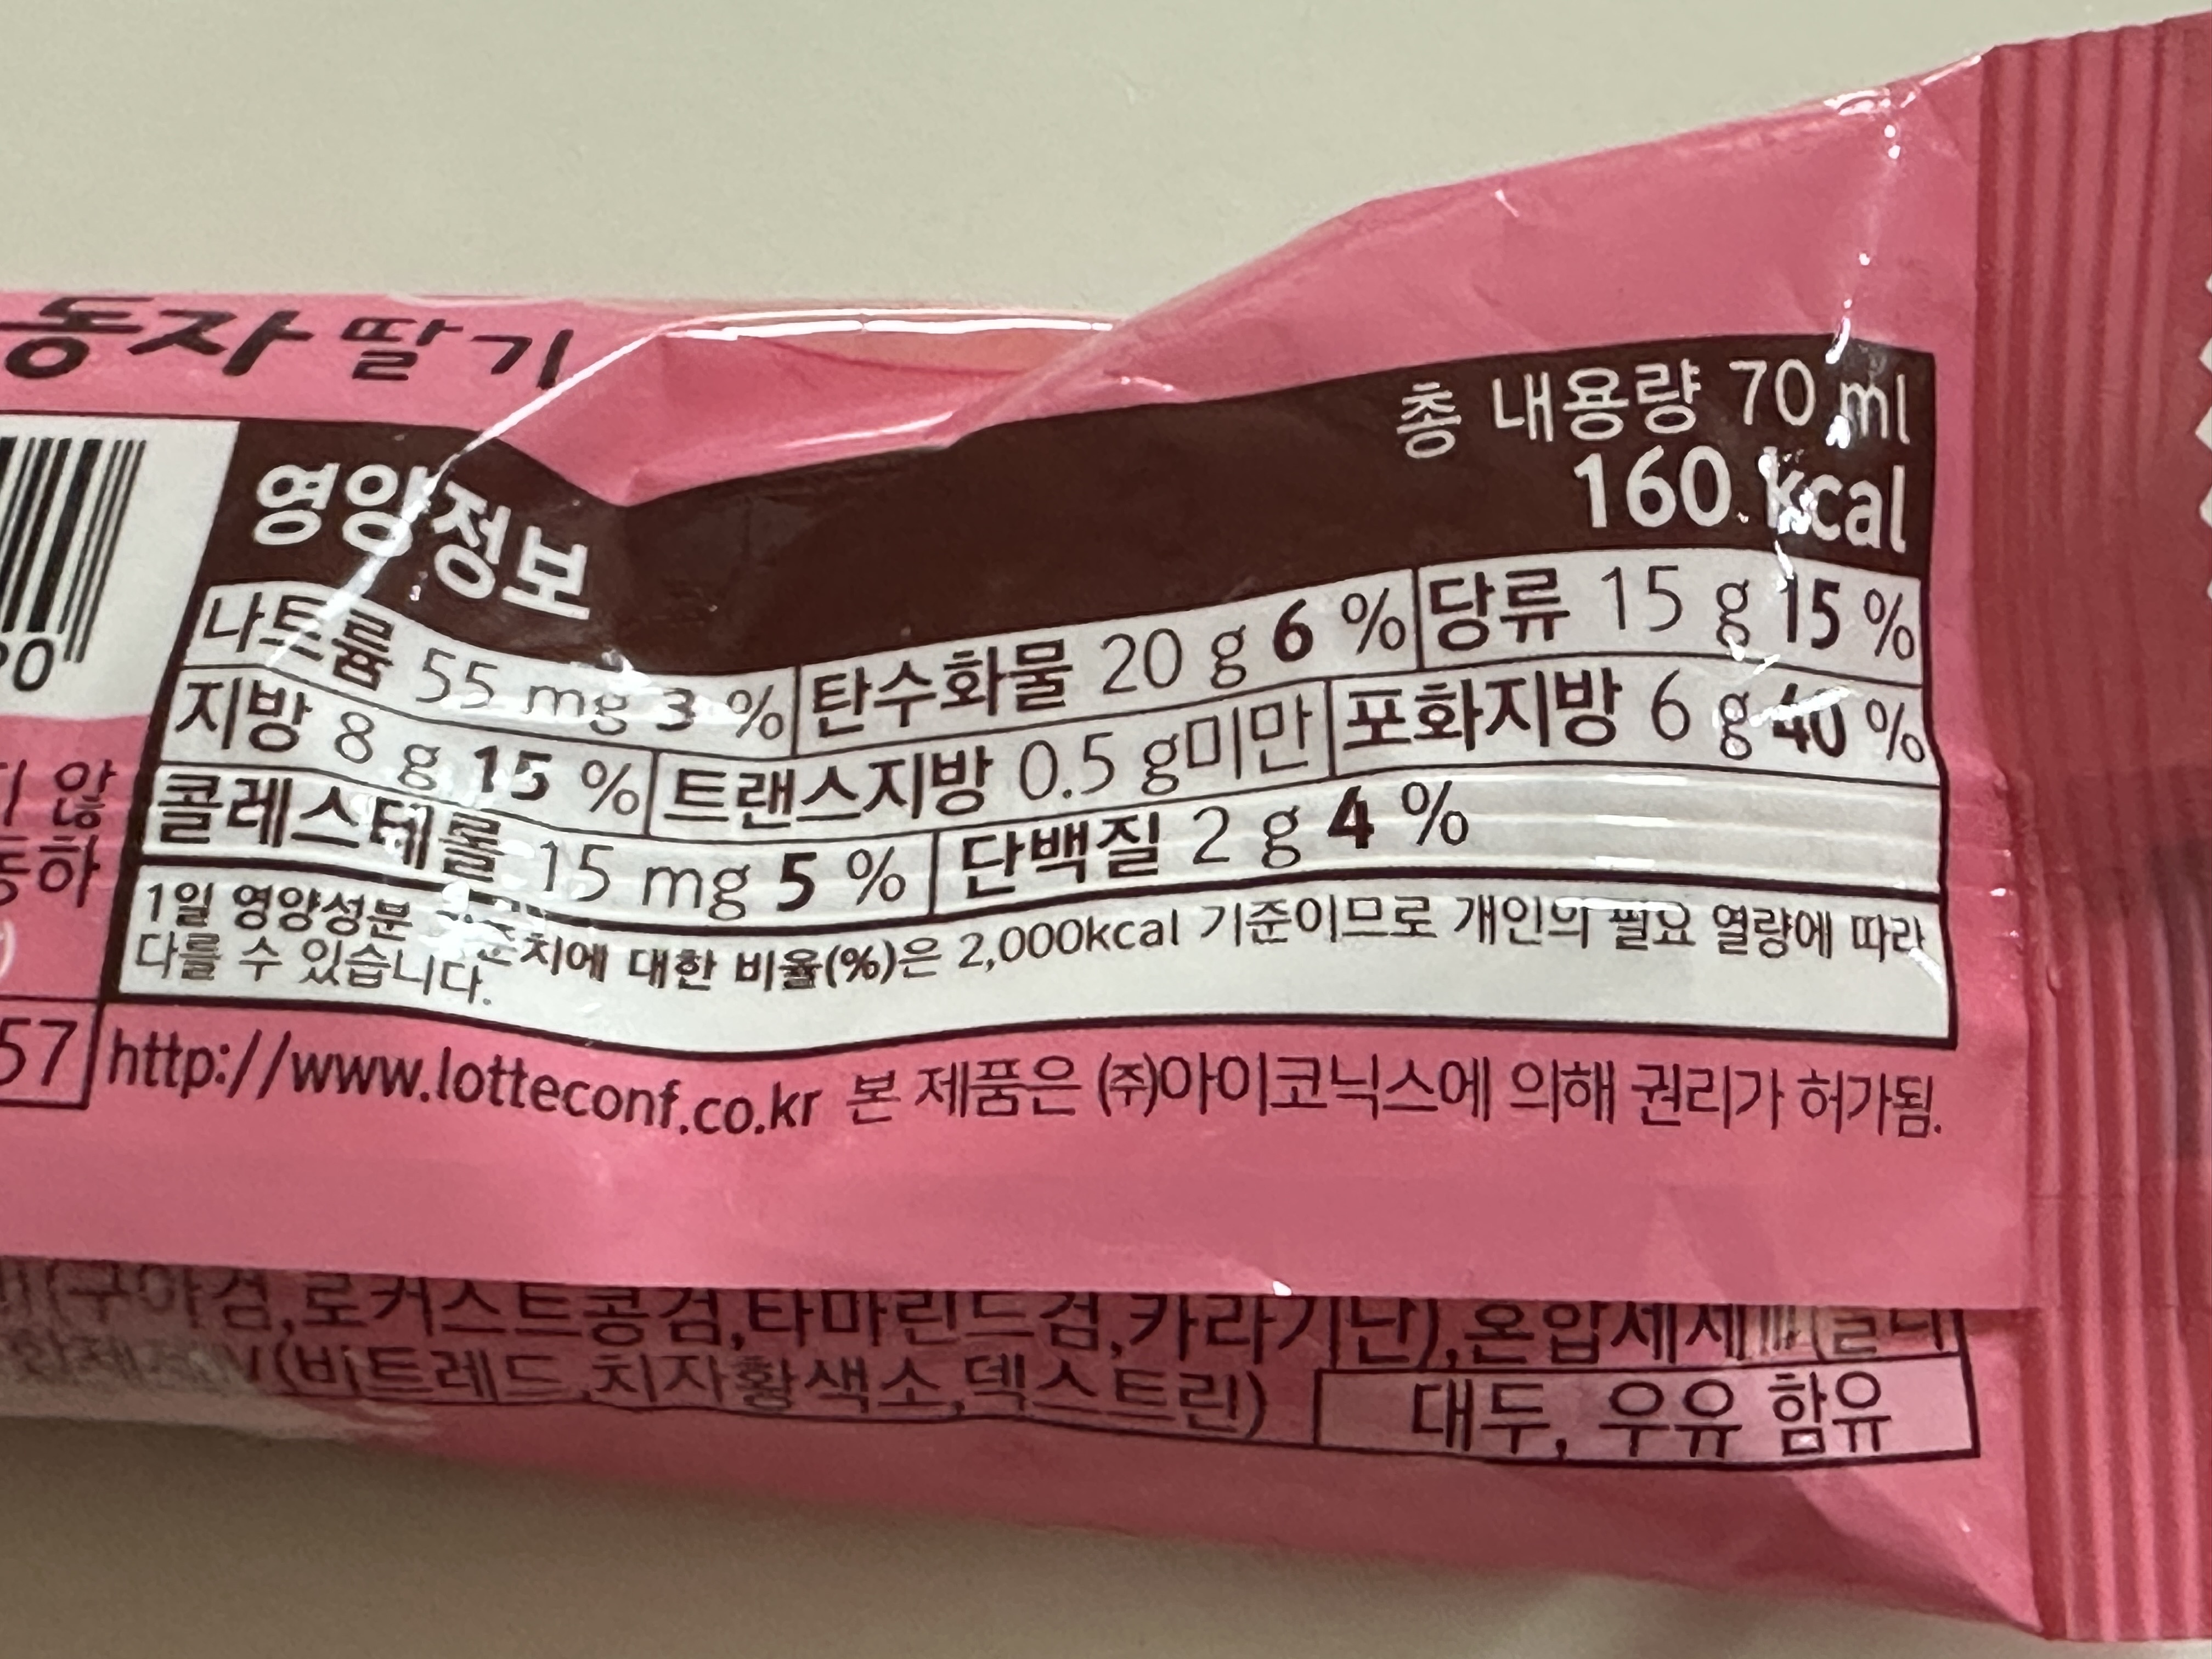 동자 딸기
영양정보
총 내용량 70 ml
160 kcal
나트륨 55 mg 3 % 탄수화물 20 g 6 % 당류 15 g 15 %
지방 8 g 15 % 트랜스지방 0.5 g미만 포화지방 6 g 40 %
콜레스테롤 15 mg 5 % 단백질 2 g 4 %
1일 영양성분 기준치에 대한 비율(%)은 2,000kcal 기준이므로 개인의 필요 열량에 따라
다를 수 있습니다.
않
57 http://www.lotteconf.co.kr 본 제품은 ㈜아이코닉스에 의해 권리가 허가됨.
(구아검,로커스트콩검,타마린드검,카라기난),혼합제제Ⅲ
(비트레드,치자황색소,덱스트린)
대두, 우유 함유